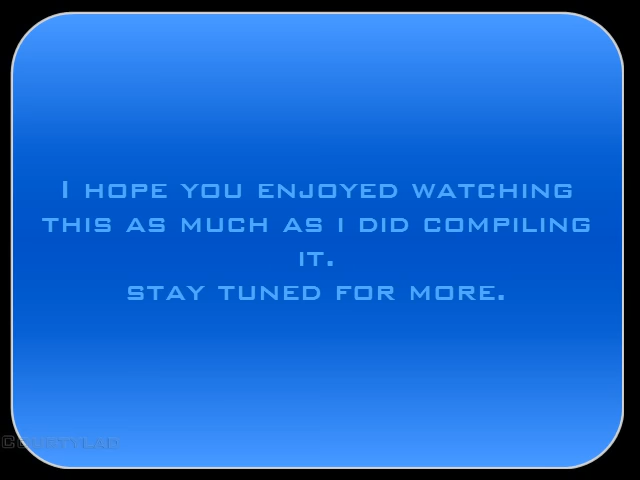 I HOPE YOU ENJOYED WATCHING
THIS AS MUCH AS I DID COMPILING
IT.
STAY TUNED FOR MORE.